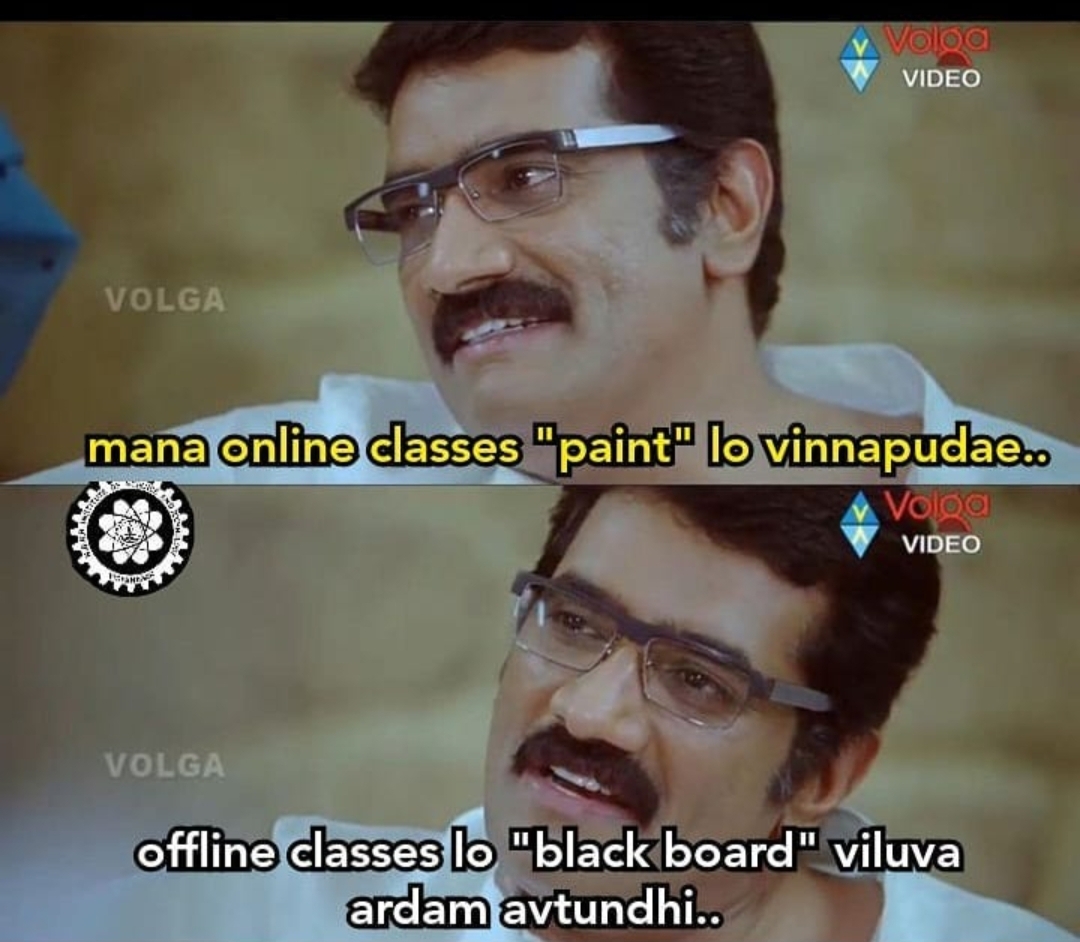 Volga
VIDEO
VOLGA
mana online classes "paint" lo vinnapudae..
Volga
VIDEO
VOLGA
offline classes lo "black board" viluva
ardam avtundhi..